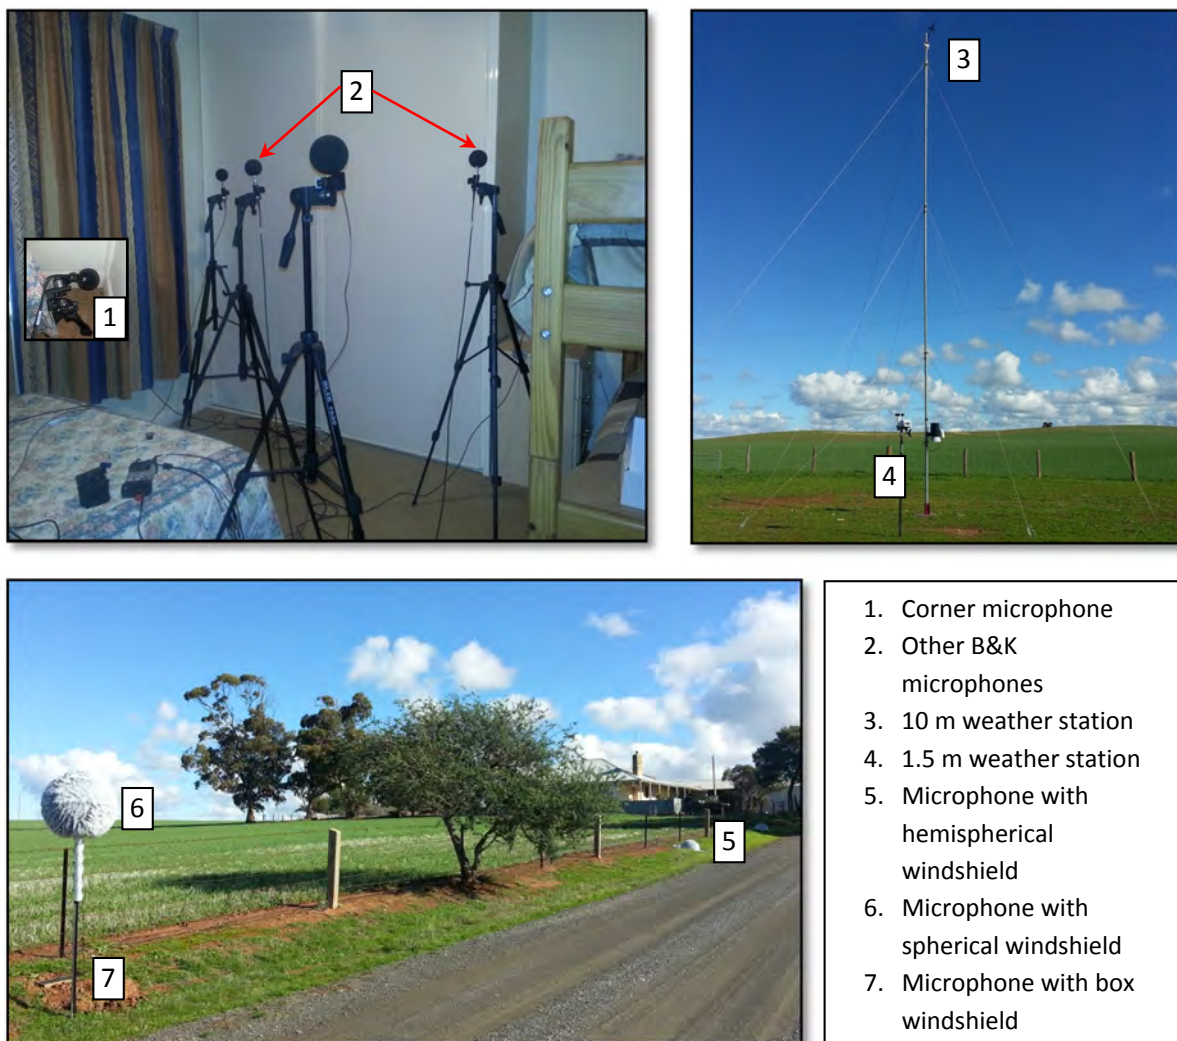 2
1
3
4
6
5
7
1. Corner microphone
2. Other B&K
microphones
3. 10 m weather station
4. 1.5 m weather station
5. Microphone with
hemispherical
windshield
6. Microphone with
spherical windshield
7. Microphone with box
windshield